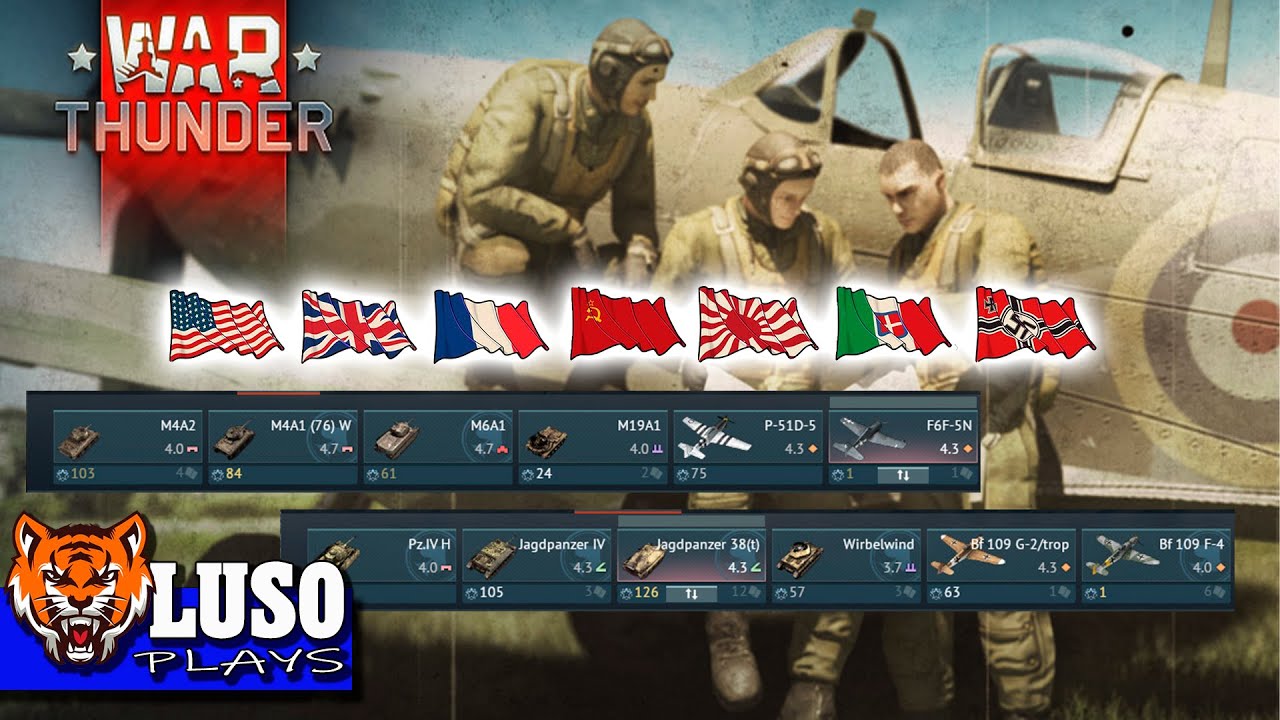 WAR
THUNDER
M4A2
4.0
103
4
M4A1 (76) W
4.7
84
M6A1
4.7
61
M19A1
4.0
24
2
P-51D-5
4.3
75
F6F-5N
4.3
1
1
Pz.IV H
4.0
Jagdpanzer IV
4.3
105
3
Jagdpanzer 38(t)
4.3
126
12
Wirbelwind
3.7
57
3
Bf 109 G-2/trop
4.3
63
1
Bf 109 F-4
4.0
1
6
LUSO
PLAYS